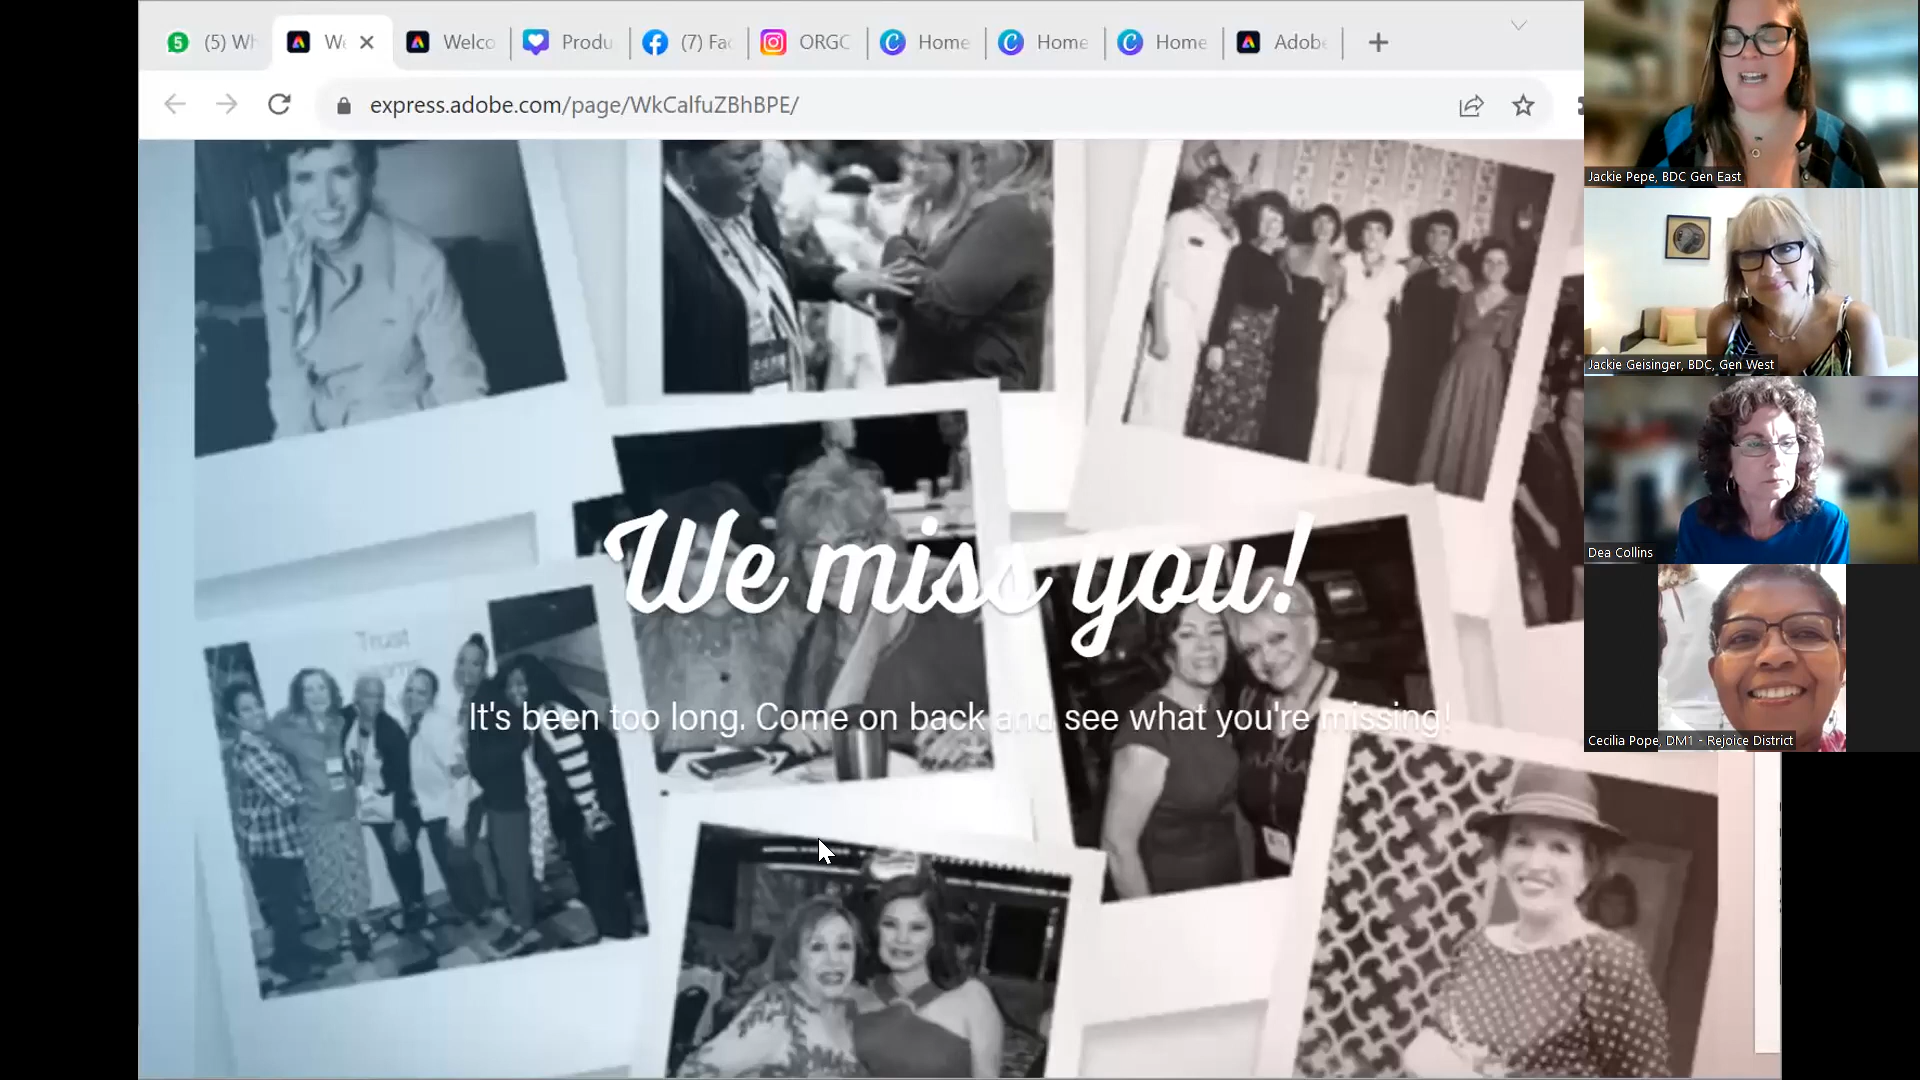 (5) Wh
We
Welco
Produ
(7) Fac
ORGC
Home
Home
Home
Adobe
express.adobe.com/page/WkCalfuZBhBPE/
We miss you!
It's been too long. Come on back and see what you're missing!
Trust
Jackie Pepe, BDC Gen East
Jackie Geisinger, BDC, Gen West
Dea Collins
Cecilia Pope, DM1 - Rejoice District